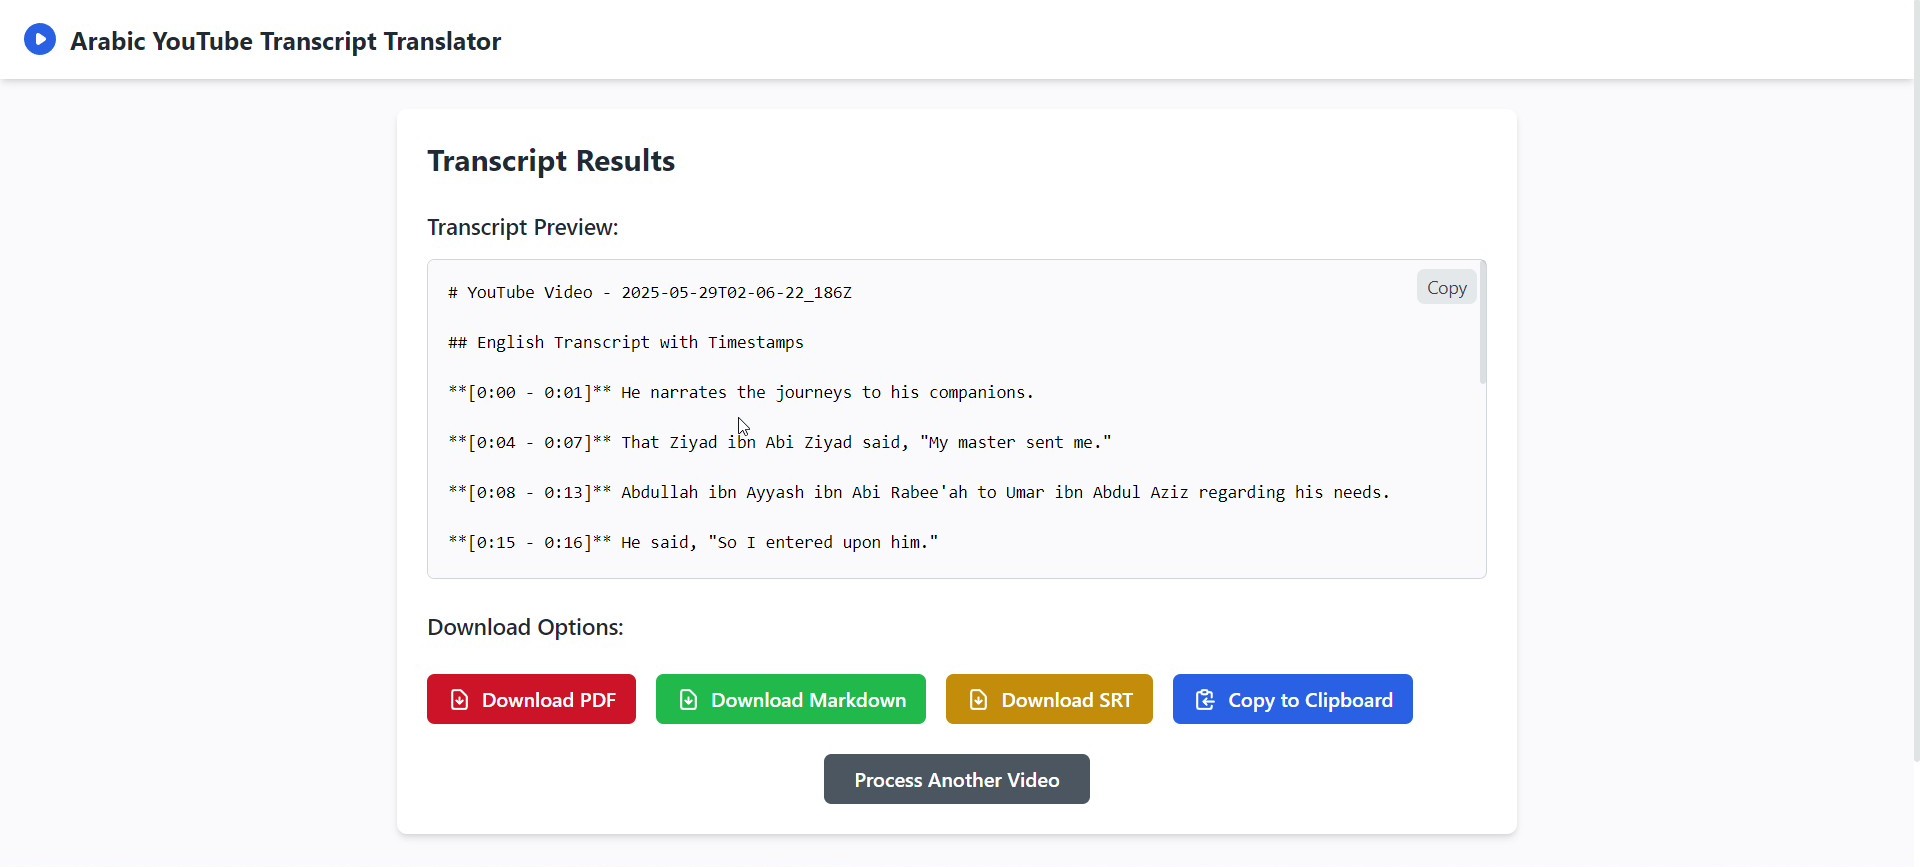 Arabic YouTube Transcript Translator
Transcript Results
Transcript Preview:
Copy
# YouTube Video - 2025-05-29T02-06-22_186Z
## English Transcript with Timestamps
**[0:00 - 0:01]** He narrates the journeys to his companions.
**[0:04 - 0:07]** That Ziyad ibn Abi Ziyad said, "My master sent me."
**[0:08 - 0:13]** Abdullah ibn Ayyash ibn Abi Rabee'ah to Umar ibn Abdul Aziz regarding his needs.
**[0:15 - 0:16]** He said, "So I entered upon him."
Download Options:
Download PDF
Download Markdown
Download SRT
Copy to Clipboard
Process Another Video